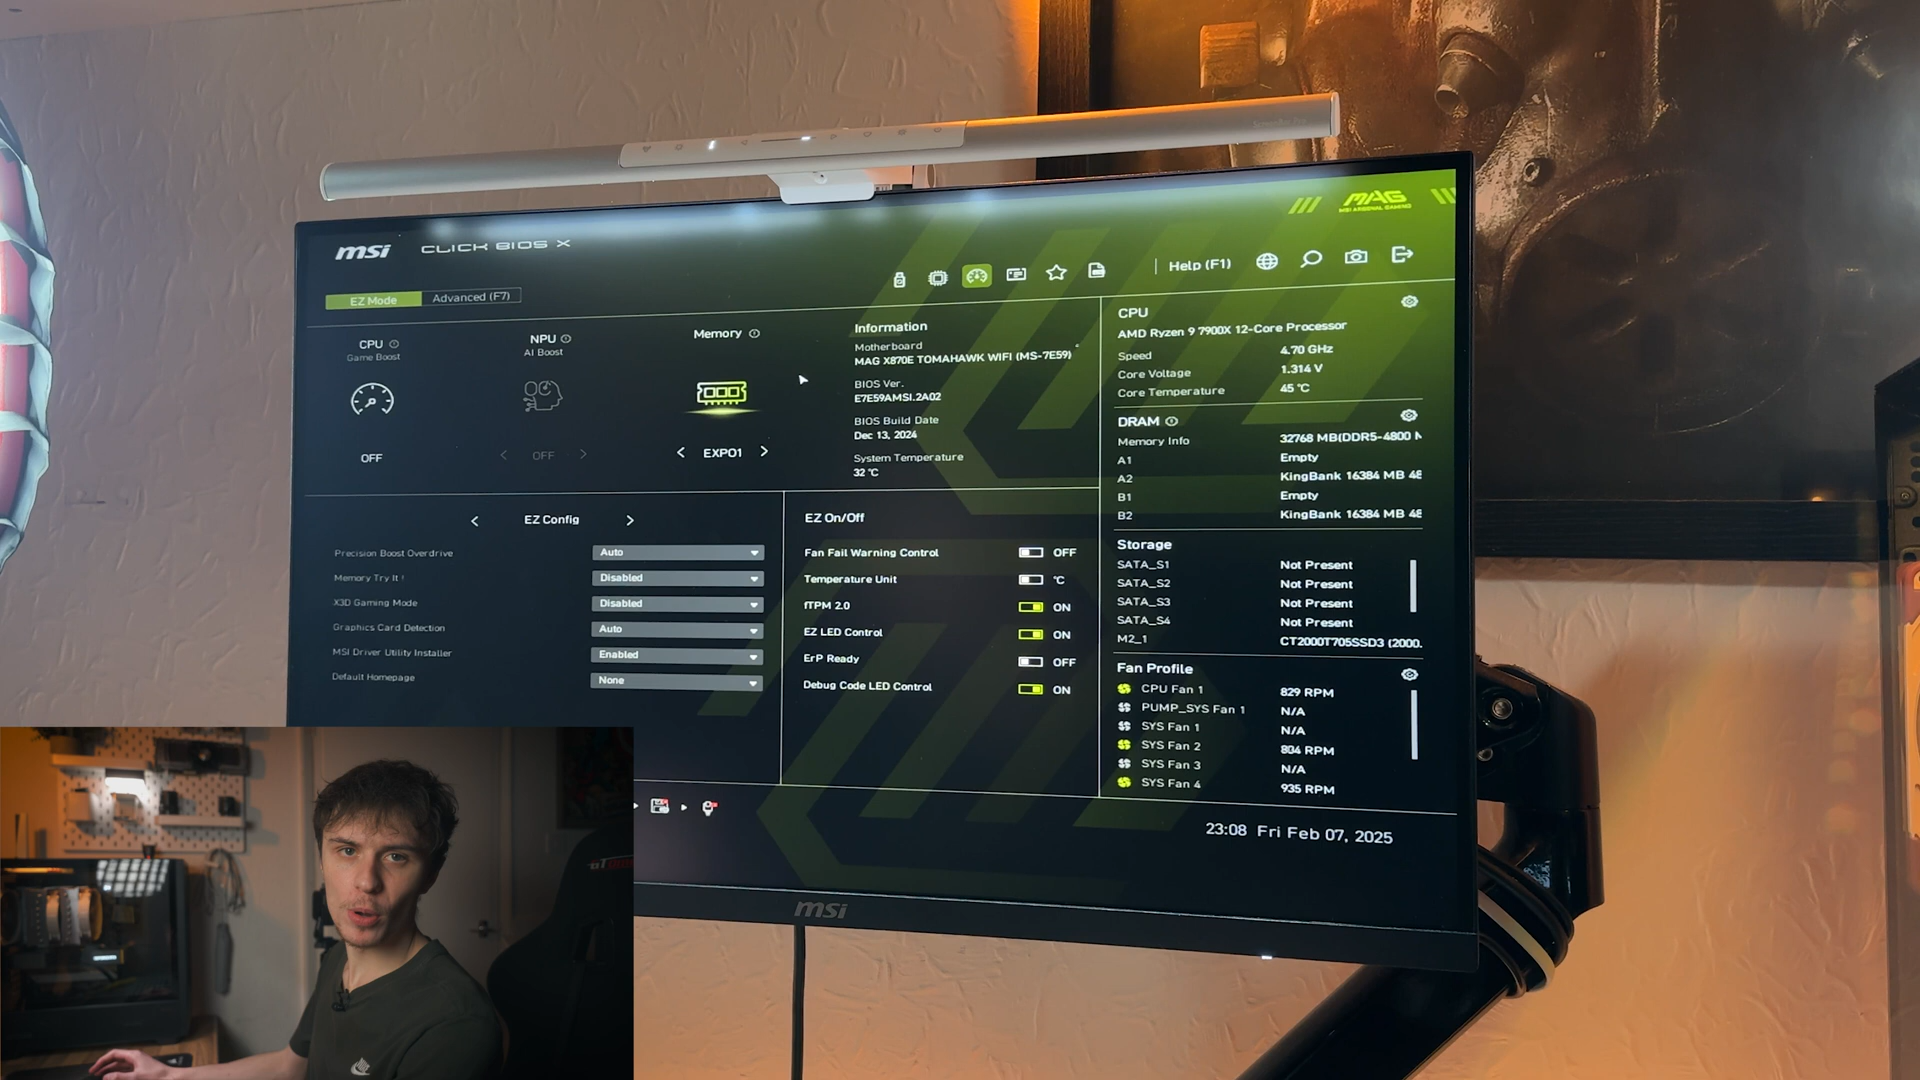 MAG
MSI ARSENAL GAMING
msi
CLICK BIOS X
Help (F1)
EZ Mode
Advanced (F7)
CPU
Game Boost
OFF
NPU
AI Boost
< OFF >
Memory
< EXPO1 >
Information
Motherboard
MAG X870E TOMAHAWK WIFI (MS-7E59)
BIOS Ver.
E7E59AMSI.2A02
BIOS Build Date
Dec 13, 2024
System Temperature
32 °C
CPU
AMD Ryzen 9 7900X 12-Core Processor
Speed 4.70 GHz
Core Voltage 1.314 V
Core Temperature 45 °C
DRAM
Memory Info 32768 MB(DDR5-4800
A1 Empty
A2 KingBank 16384 MB 48
B1 Empty
B2 KingBank 16384 MB 48
Storage
SATA_S1 Not Present
SATA_S2 Not Present
SATA_S3 Not Present
SATA_S4 Not Present
M2_1 CT2000T705SSD3 (2000.
Fan Profile
CPU Fan 1 829 RPM
PUMP_SYS Fan 1 N/A
SYS Fan 1 N/A
SYS Fan 2 804 RPM
SYS Fan 3 N/A
SYS Fan 4 935 RPM
< EZ Config >
Precision Boost Overdrive Auto
Memory Try It ! Disabled
X3D Gaming Mode Disabled
Graphics Card Detection Auto
MSI Driver Utility Installer Enabled
Default Homepage None
EZ On/Off
Fan Fail Warning Control OFF
Temperature Unit °C
fTPM 2.0 ON
EZ LED Control ON
ErP Ready OFF
Debug Code LED Control ON
23:08 Fri Feb 07, 2025
msi